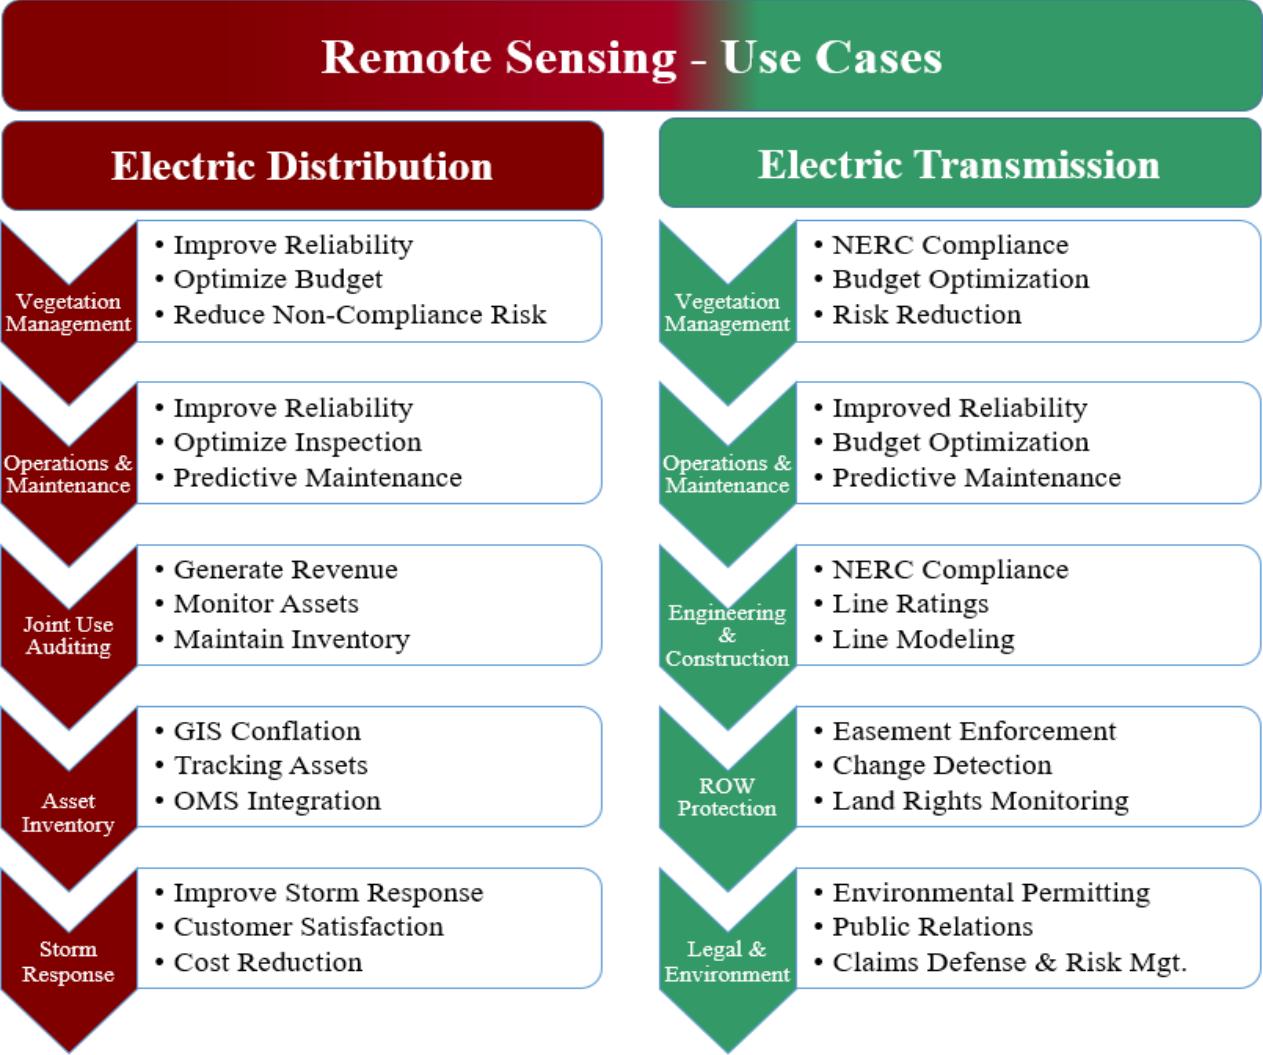 Remote Sensing - Use Cases
Electric Distribution
Vegetation
Management
• Improve Reliability
• Optimize Budget
• Reduce Non-Compliance Risk
Operations &
Maintenance
• Improve Reliability
• Optimize Inspection
• Predictive Maintenance
Joint Use
Auditing
• Generate Revenue
• Monitor Assets
• Maintain Inventory
Asset
Inventory
• GIS Conflation
• Tracking Assets
• OMS Integration
Storm
Response
• Improve Storm Response
• Customer Satisfaction
• Cost Reduction
Electric Transmission
Vegetation
Management
• NERC Compliance
• Budget Optimization
• Risk Reduction
Operations &
Maintenance
• Improved Reliability
• Budget Optimization
• Predictive Maintenance
Engineering
&
Construction
• NERC Compliance
• Line Ratings
• Line Modeling
ROW
Protection
• Easement Enforcement
• Change Detection
• Land Rights Monitoring
Legal &
Environment
• Environmental Permitting
• Public Relations
• Claims Defense & Risk Mgt.